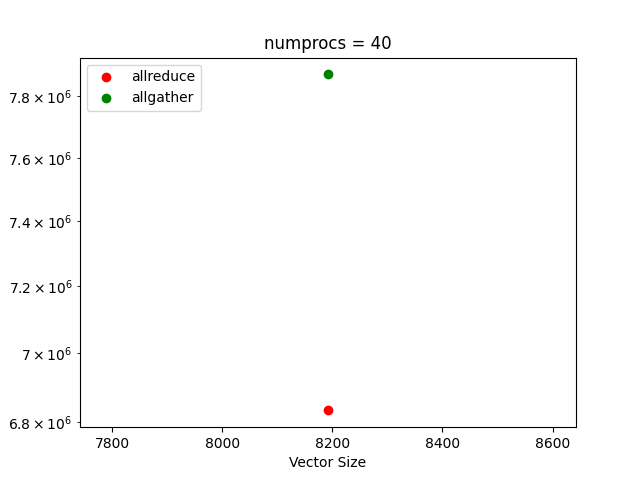 numprocs = 40
allreduce
allgather
7.8 × 10⁶
7.6 × 10⁶
7.4 × 10⁶
7.2 × 10⁶
7 × 10⁶
6.8 × 10⁶
7800 8000 8200 8400 8600
Vector Size